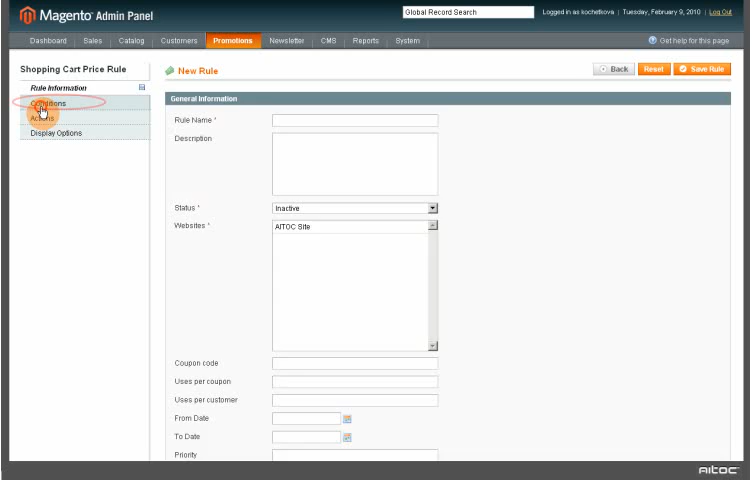 Magento Admin Panel
Global Record Search
Logged in as kochetkova | Tuesday, February 9, 2010 | Log Out
Dashboard Sales Catalog Customers Promotions Newsletter CMS Reports System
Get help for this page
Shopping Cart Price Rule
Rule Information
Conditions
Actions
Display Options
New Rule
Back Reset Save Rule
General Information
Rule Name *
Description
Status * Inactive
Websites * AITOC Site
Coupon code
Uses per coupon
Uses per customer
From Date
To Date
Priority
AITOC